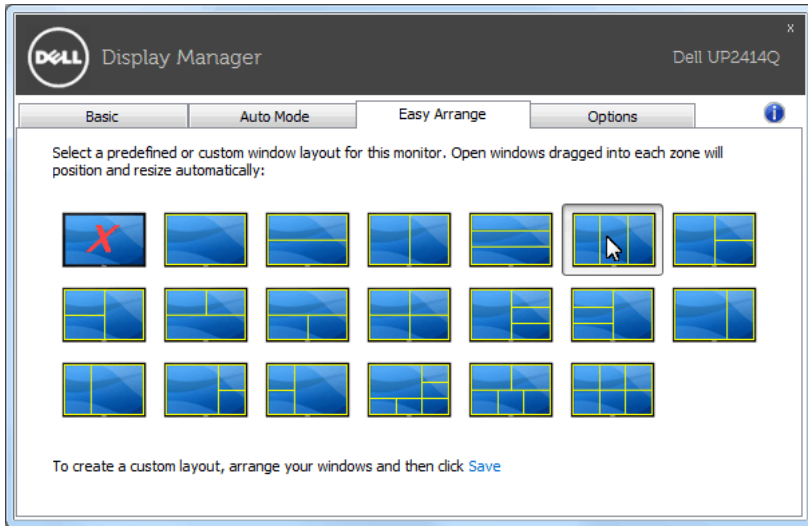 x
DELL Display Manager Dell UP2414Q
Basic Auto Mode Easy Arrange Options i
Select a predefined or custom window layout for this monitor. Open windows dragged into each zone will
position and resize automatically:
X
To create a custom layout, arrange your windows and then click Save